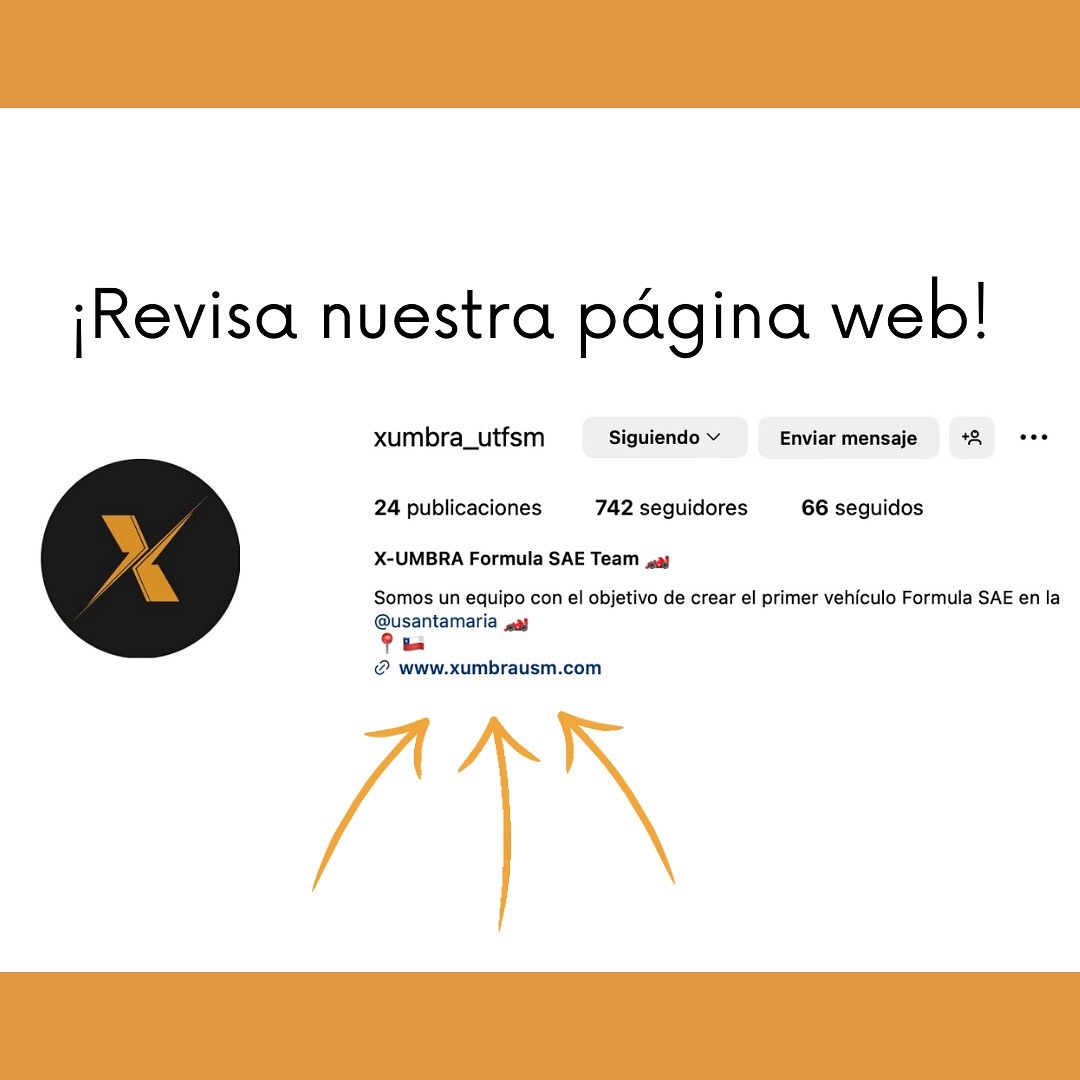 ¡Revisa nuestra página web!
xumbra_utfsm Siguiendo Enviar mensaje
24 publicaciones 742 seguidores 66 seguidos
X-UMBRA Formula SAE Team 🏎️
Somos un equipo con el objetivo de crear el primer vehículo Formula SAE en la
@usantamaria 🏎️
📍 🇨🇱
www.xumbrausm.com